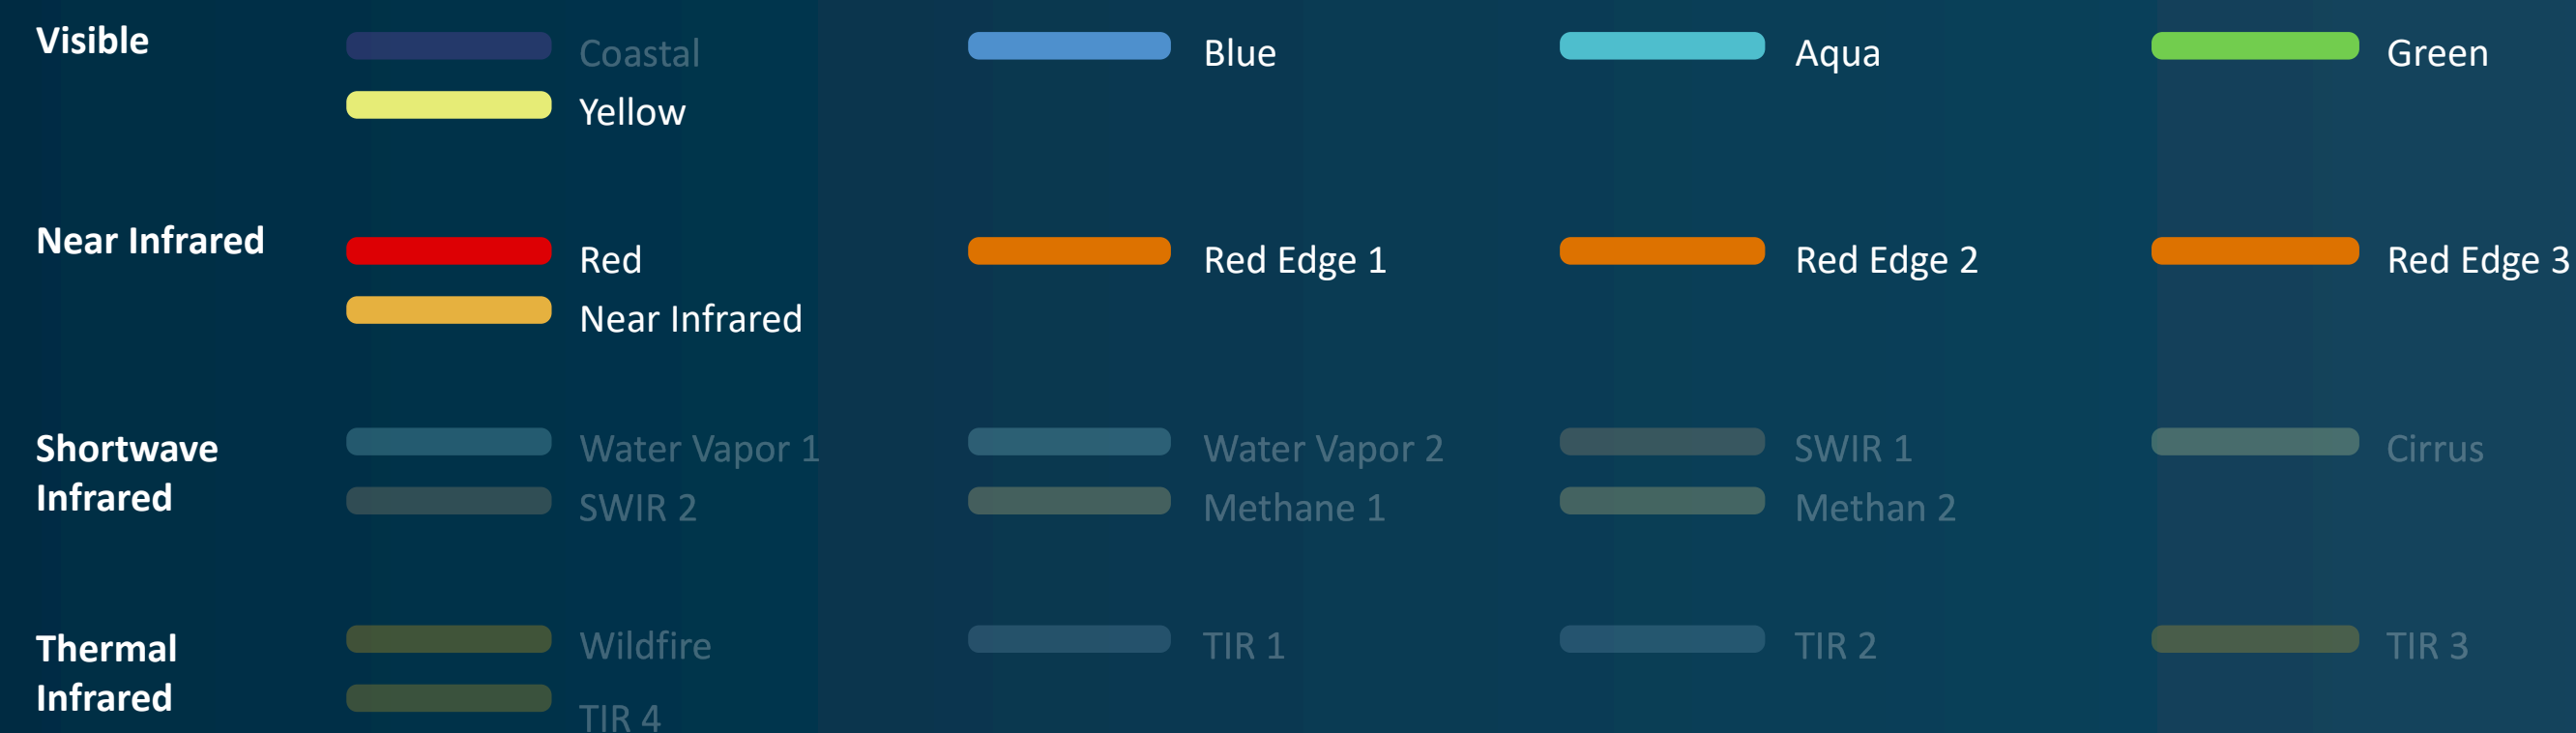 Visible
Coastal
Blue
Aqua
Green
Yellow
Near Infrared
Red
Red Edge 1
Red Edge 2
Red Edge 3
Near Infrared
Shortwave
Infrared
Water Vapor 1
Water Vapor 2
SWIR 1
Cirrus
SWIR 2
Methane 1
Methan 2
Thermal
Infrared
Wildfire
TIR 1
TIR 2
TIR 3
TIR 4